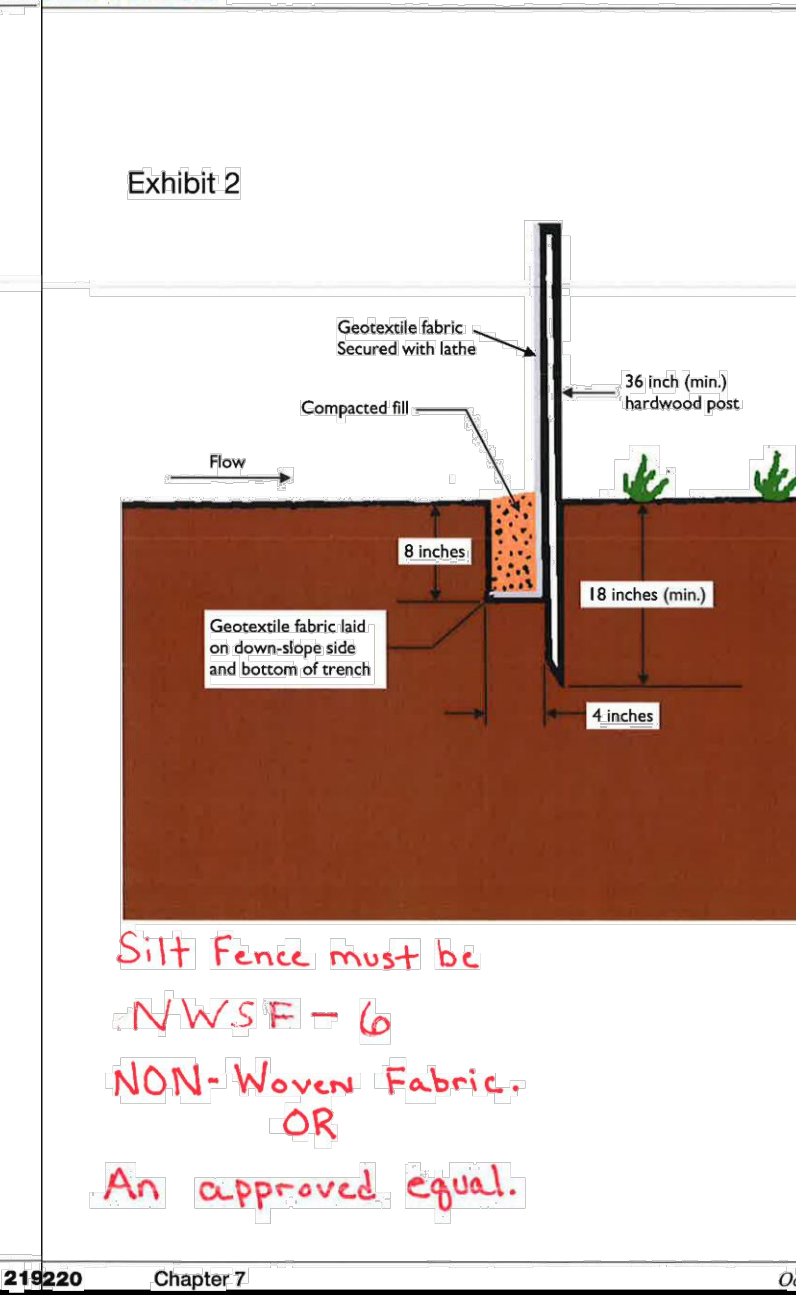 Exhibit 2
Geotextile fabric
Secured with lathe
36 inch (min.)
hardwood post
Compacted fill
Flow
8 inches
18 inches (min.)
Geotextile fabric laid
on down-slope side
and bottom of trench
4 inches
Silt Fence must be
NWSF - 6
NON-Woven Fabric.
OR
An approved equal.
219220 Chapter 7